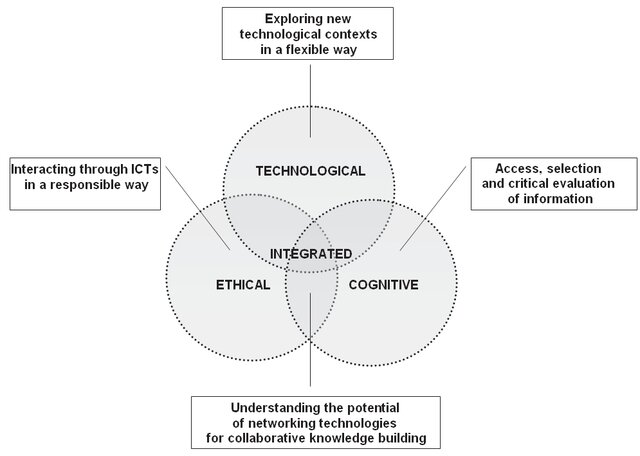 Exploring new
technological contexts
in a flexible way
TECHNOLOGICAL
Interacting through ICTs
in a responsible way
Access, selection
and critical evaluation
of information
INTEGRATED
ETHICAL
COGNITIVE
Understanding the potential
of networking technologies
for collaborative knowledge building